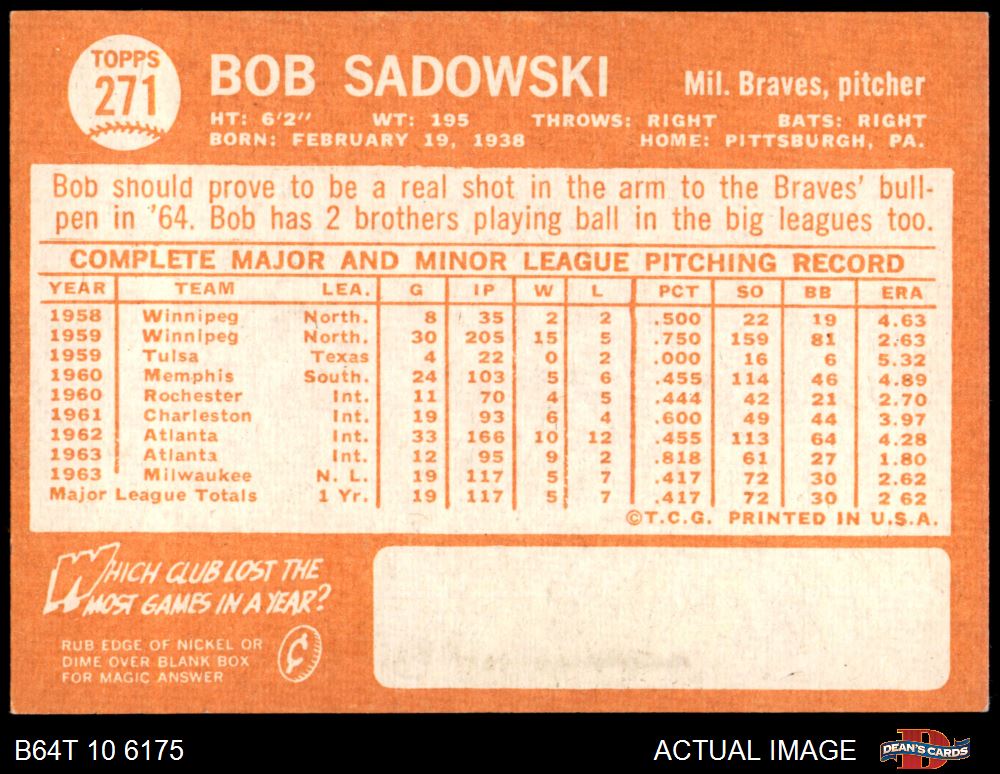 TOPPS
271
BOB SADOWSKI
Mil. Braves, pitcher
HT: 6'2" WT: 195 THROWS: RIGHT BATS: RIGHT
BORN: FEBRUARY 19, 1938 HOME: PITTSBURGH, PA.
Bob should prove to be a real shot in the arm to the Braves' bull-
pen in '64. Bob has 2 brothers playing ball in the big leagues too.
COMPLETE MAJOR AND MINOR LEAGUE PITCHING RECORD
YEAR TEAM LEA. G IP W L PCT SO BB ERA
1958 Winnipeg North. 8 35 2 2 .500 22 19 4.63
1959 Winnipeg North. 30 205 15 5 .750 159 81 2.63
1959 Tulsa Texas 4 22 0 2 .000 16 6 5.32
1960 Memphis South. 24 103 5 6 .455 114 46 4.89
1960 Rochester Int. 11 70 4 5 .444 42 21 2.70
1961 Charleston Int. 19 93 6 4 .600 49 44 3.97
1962 Atlanta Int. 33 166 10 12 .455 113 64 4.28
1963 Atlanta Int. 12 95 9 2 .818 61 27 1.80
1963 Milwaukee N. L. 19 117 5 7 .417 72 30 2.62
Major League Totals 1 Yr. 19 117 5 7 .417 72 30 2 62
©T.C.G. PRINTED IN U.S.A.
WHICH CLUB LOST THE
MOST GAMES IN A YEAR?
RUB EDGE OF NICKEL OR
DIME OVER BLANK BOX
FOR MAGIC ANSWER
¢
B64T 10 6175
ACTUAL IMAGE
DEAN'S CARDS